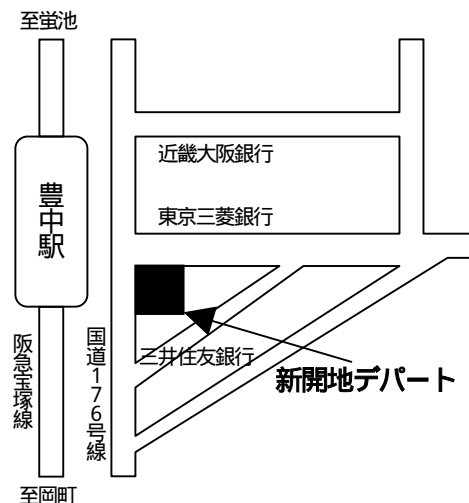 至蛍池
近畿大阪銀行
豊中駅
東京三菱銀行
国道176号線
阪急宝塚線
三井住友銀行
新開地デパート
至岡町